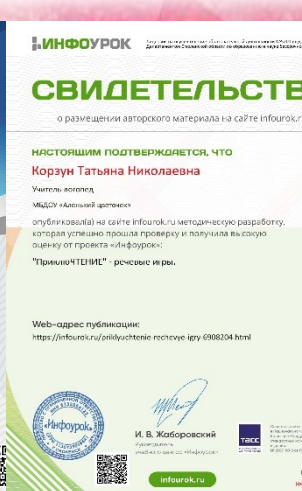 ИНФОУРОК
СВИДЕТЕЛЬСТВ
о размещении авторского материала на сайте infourok.r
НАСТОЯЩИМ ПОДТВЕРЖДАЕТСЯ, ЧТО
Корзун Татьяна Николаевна
Учитель логопед
МБДОУ «Аленький цветочек»
опубликовал(а) на сайте infourok.ru методическую разработку,
которая успешно прошла проверку и получила высокую
оценку от проекта «Инфоурок»:
"ПриклюЧТЕНИЕ" - речевые игры.
Web-адрес публикации:
https://infourok.ru/priklyuchtenie-rechevye-igry-6908204.html
«Инфоурок»
И. В. Жаборовский
ТАСС
infourok.ru